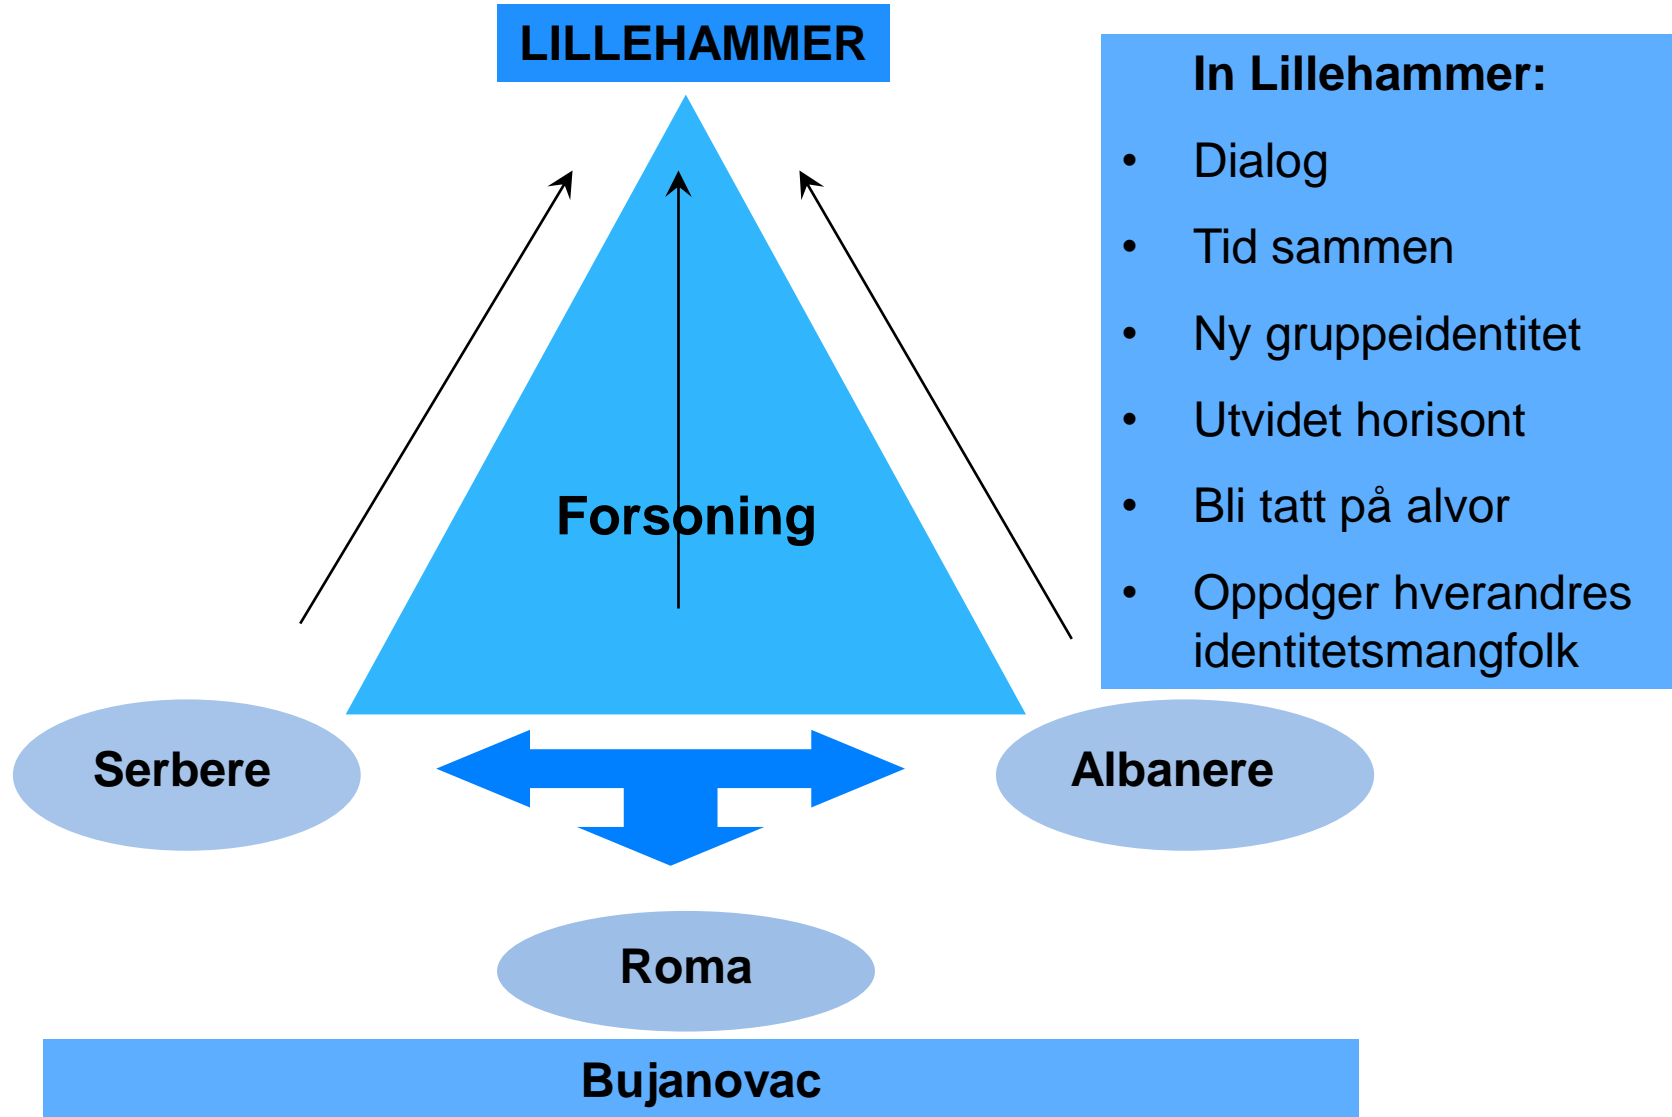 LILLEHAMMER
In Lillehammer:
• Dialog
• Tid sammen
• Ny gruppeidentitet
• Utvidet horisont
• Bli tatt på alvor
• Oppdger hverandres
identitetsmangfolk
Forsoning
Serbere
Albanere
Roma
Bujanovac